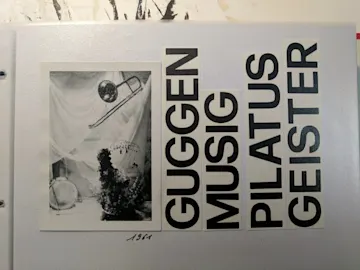 GUGGEN
MUSIG
PILATUS
GEISTER
1961